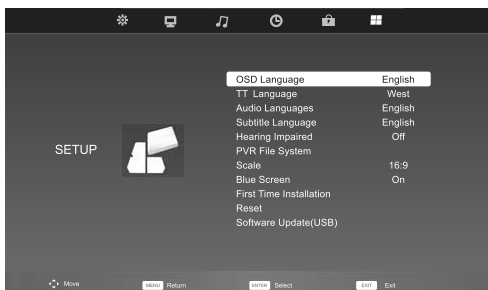 OSD Language English
TT Language West
Audio Languages English
Subtitle Language English
Hearing Impaired Off
SETUP
PVR File System
Scale 16:9
Blue Screen On
First Time Installation
Reset
Software Update(USB)
Move MENU Return ENTER Select EXIT Exit